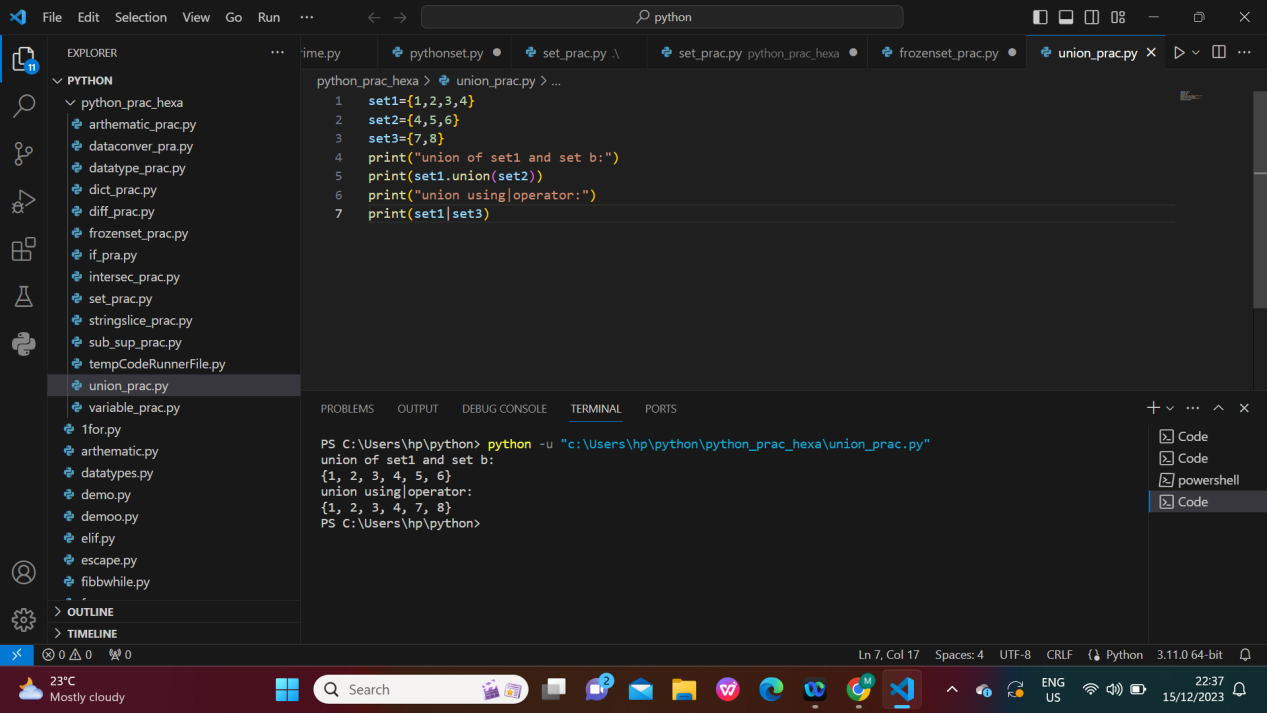 File Edit Selection View Go Run ···
python
EXPLORER
PYTHON
python_prac_hexa
arthematic_prac.py
dataconver_pra.py
datatype_prac.py
dict_prac.py
diff_prac.py
frozenset_prac.py
if_pra.py
intersec_prac.py
set_prac.py
stringslice_prac.py
sub_sup_prac.py
tempCodeRunnerFile.py
union_prac.py
variable_prac.py
1for.py
arthematic.py
datatypes.py
demo.py
demoo.py
elif.py
escape.py
fibbwhile.py
OUTLINE
TIMELINE
11
ime.py pythonset.py set_prac.py .\ set_prac.py python_prac_hexa frozenset_prac.py union_prac.py
python_prac_hexa > union_prac.py > ...
1 set1={1,2,3,4}
2 set2={4,5,6}
3 set3={7,8}
4 print("union of set1 and set b:")
5 print(set1.union(set2))
6 print("union using|operator:")
7 print(set1|set3)
PROBLEMS OUTPUT DEBUG CONSOLE TERMINAL PORTS
PS C:\Users\hp\python> python -u "c:\Users\hp\python\python_prac_hexa\union_prac.py"
union of set1 and set b:
{1, 2, 3, 4, 5, 6}
union using|operator:
{1, 2, 3, 4, 7, 8}
PS C:\Users\hp\python>
Code
Code
powershell
Code
0 0 0 Ln 7, Col 17 Spaces: 4 UTF-8 CRLF Python 3.11.0 64-bit
23°C
Mostly cloudy
Search
2
M
ENG
US
22:37
15/12/2023